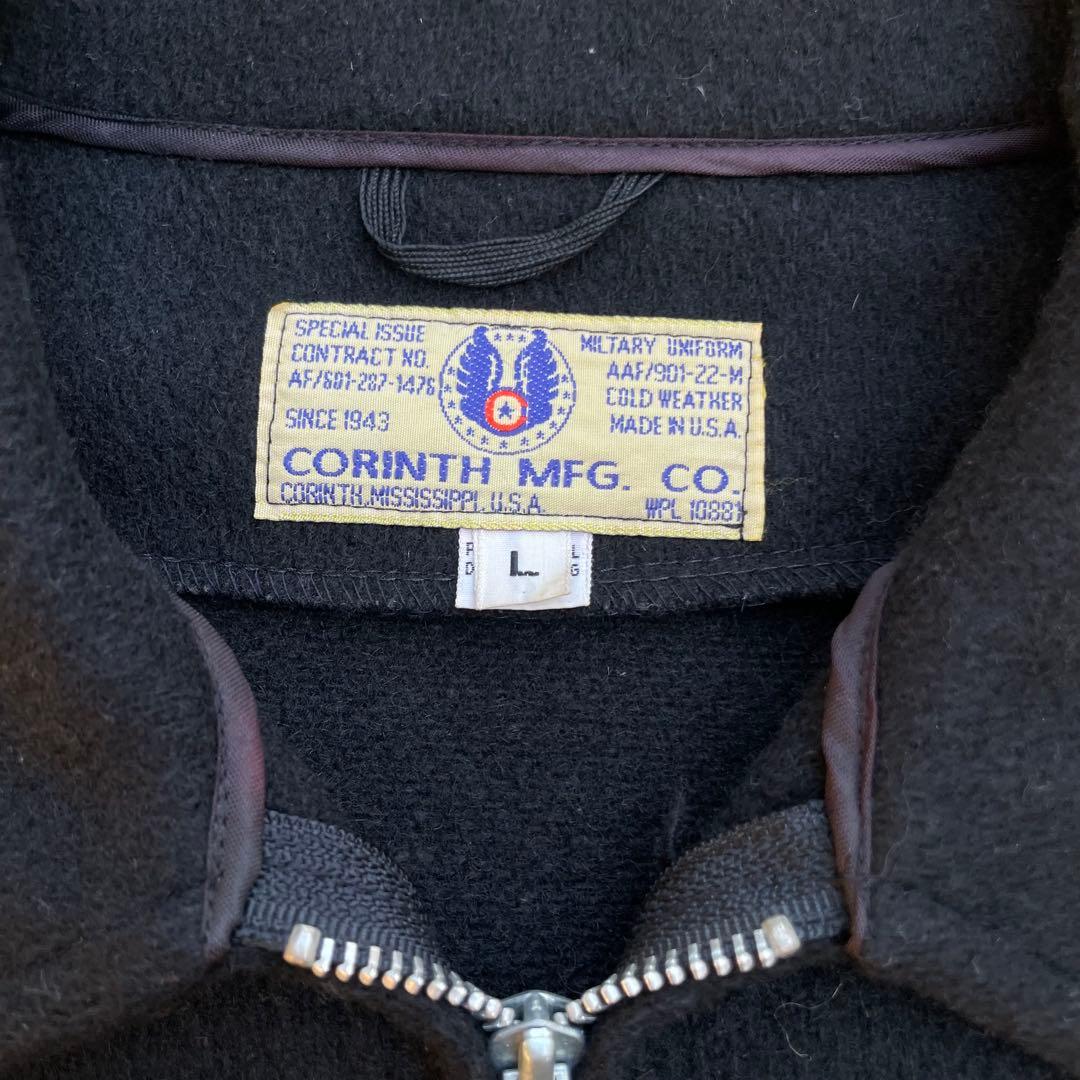 SPECIAL ISSUE
CONTRACT NO.
AF/601-287-1476
SINCE 1943
C
MILTARY UNIFORM
AAF/901-22-M
COLD WEATHER
MADE IN U.S.A.
CORINTH MFG. CO.
CORINTH, MISSISSIPPI, U.S.A.
WPL 10881
L